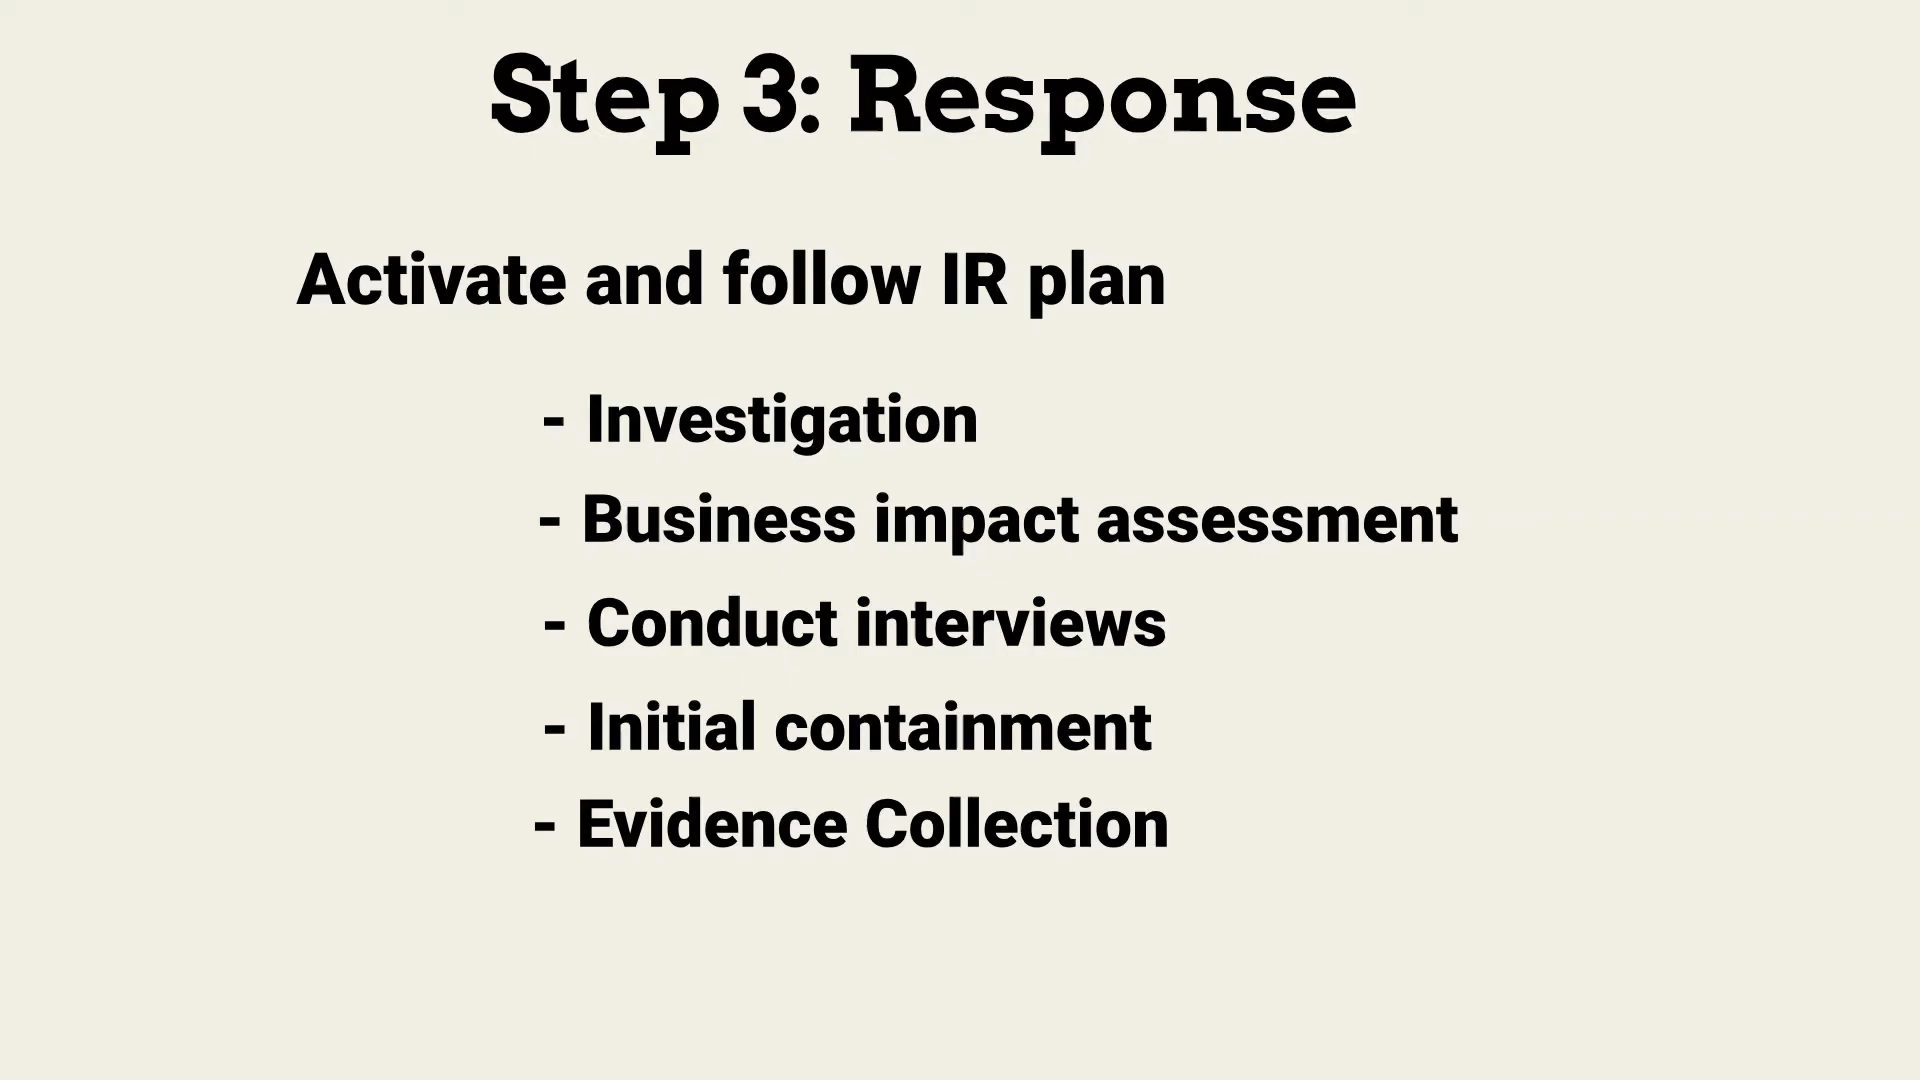 Step 3: Response
Activate and follow IR plan
- Investigation
- Business impact assessment
- Conduct interviews
- Initial containment
- Evidence Collection